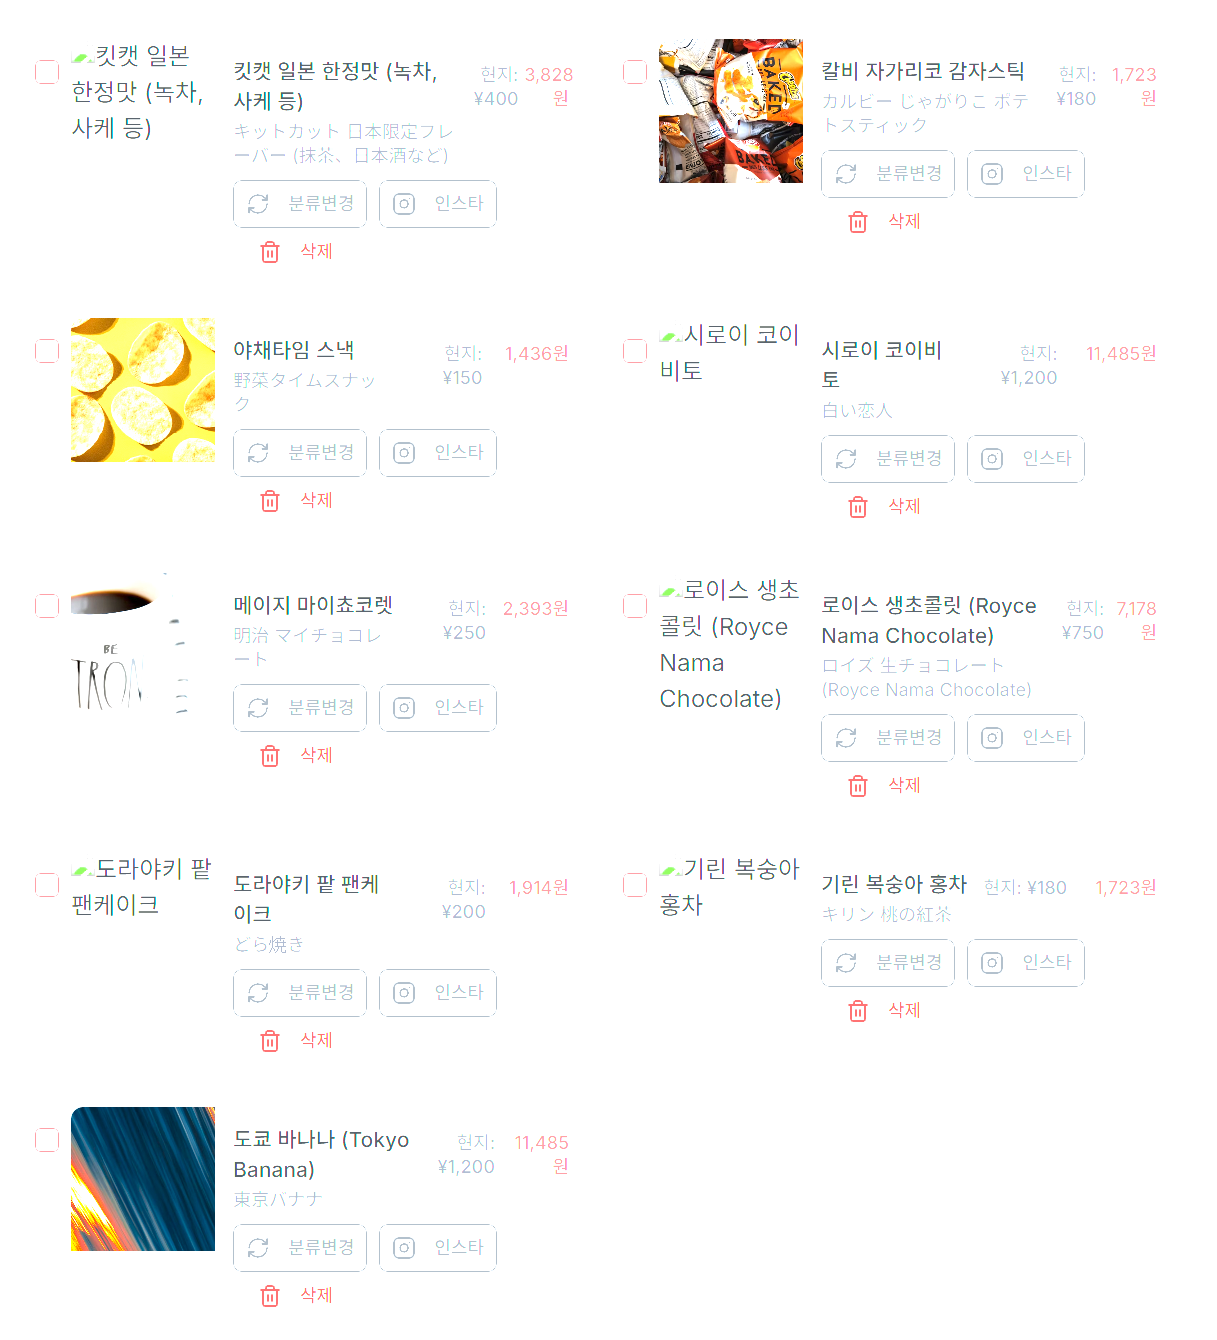 킷캣 일본
한정맛 (녹차,
사케 등)
킷캣 일본 한정맛 (녹차,
사케 등)
キットカット 日本限定フレ
ーバー (抹茶、日本酒など)
현지:
¥400
3,828
원
분류변경
인스타
삭제
BAKED
BAKED
칼비 자가리코 감자스틱
カルビー じゃがりこ ポテ
トスティック
현지:
¥180
1,723
원
분류변경
인스타
삭제
야채타임 스낵
野菜タイムスナッ
ク
현지:
¥150
1,436원
분류변경
인스타
삭제
시로이 코이
비토
시로이 코이비
토
白い恋人
현지:
¥1,200
11,485원
분류변경
인스타
삭제
BE
TRON
메이지 마이쵸코렛
明治 マイチョコレ
ート
현지:
¥250
2,393원
분류변경
인스타
삭제
로이스 생초
콜릿 (Royce
Nama
Chocolate)
로이스 생초콜릿 (Royce
Nama Chocolate)
ロイズ 生チョコレート
(Royce Nama Chocolate)
현지:
¥750
7,178
원
분류변경
인스타
삭제
도라야키 팥
팬케이크
도라야키 팥 팬케
이크
どら焼き
현지:
¥200
1,914원
분류변경
인스타
삭제
기린 복숭아
홍차
기린 복숭아 홍차
キリン 桃の紅茶
현지: ¥180
1,723원
분류변경
인스타
삭제
도쿄 바나나 (Tokyo
Banana)
東京バナナ
현지:
¥1,200
11,485
원
분류변경
인스타
삭제